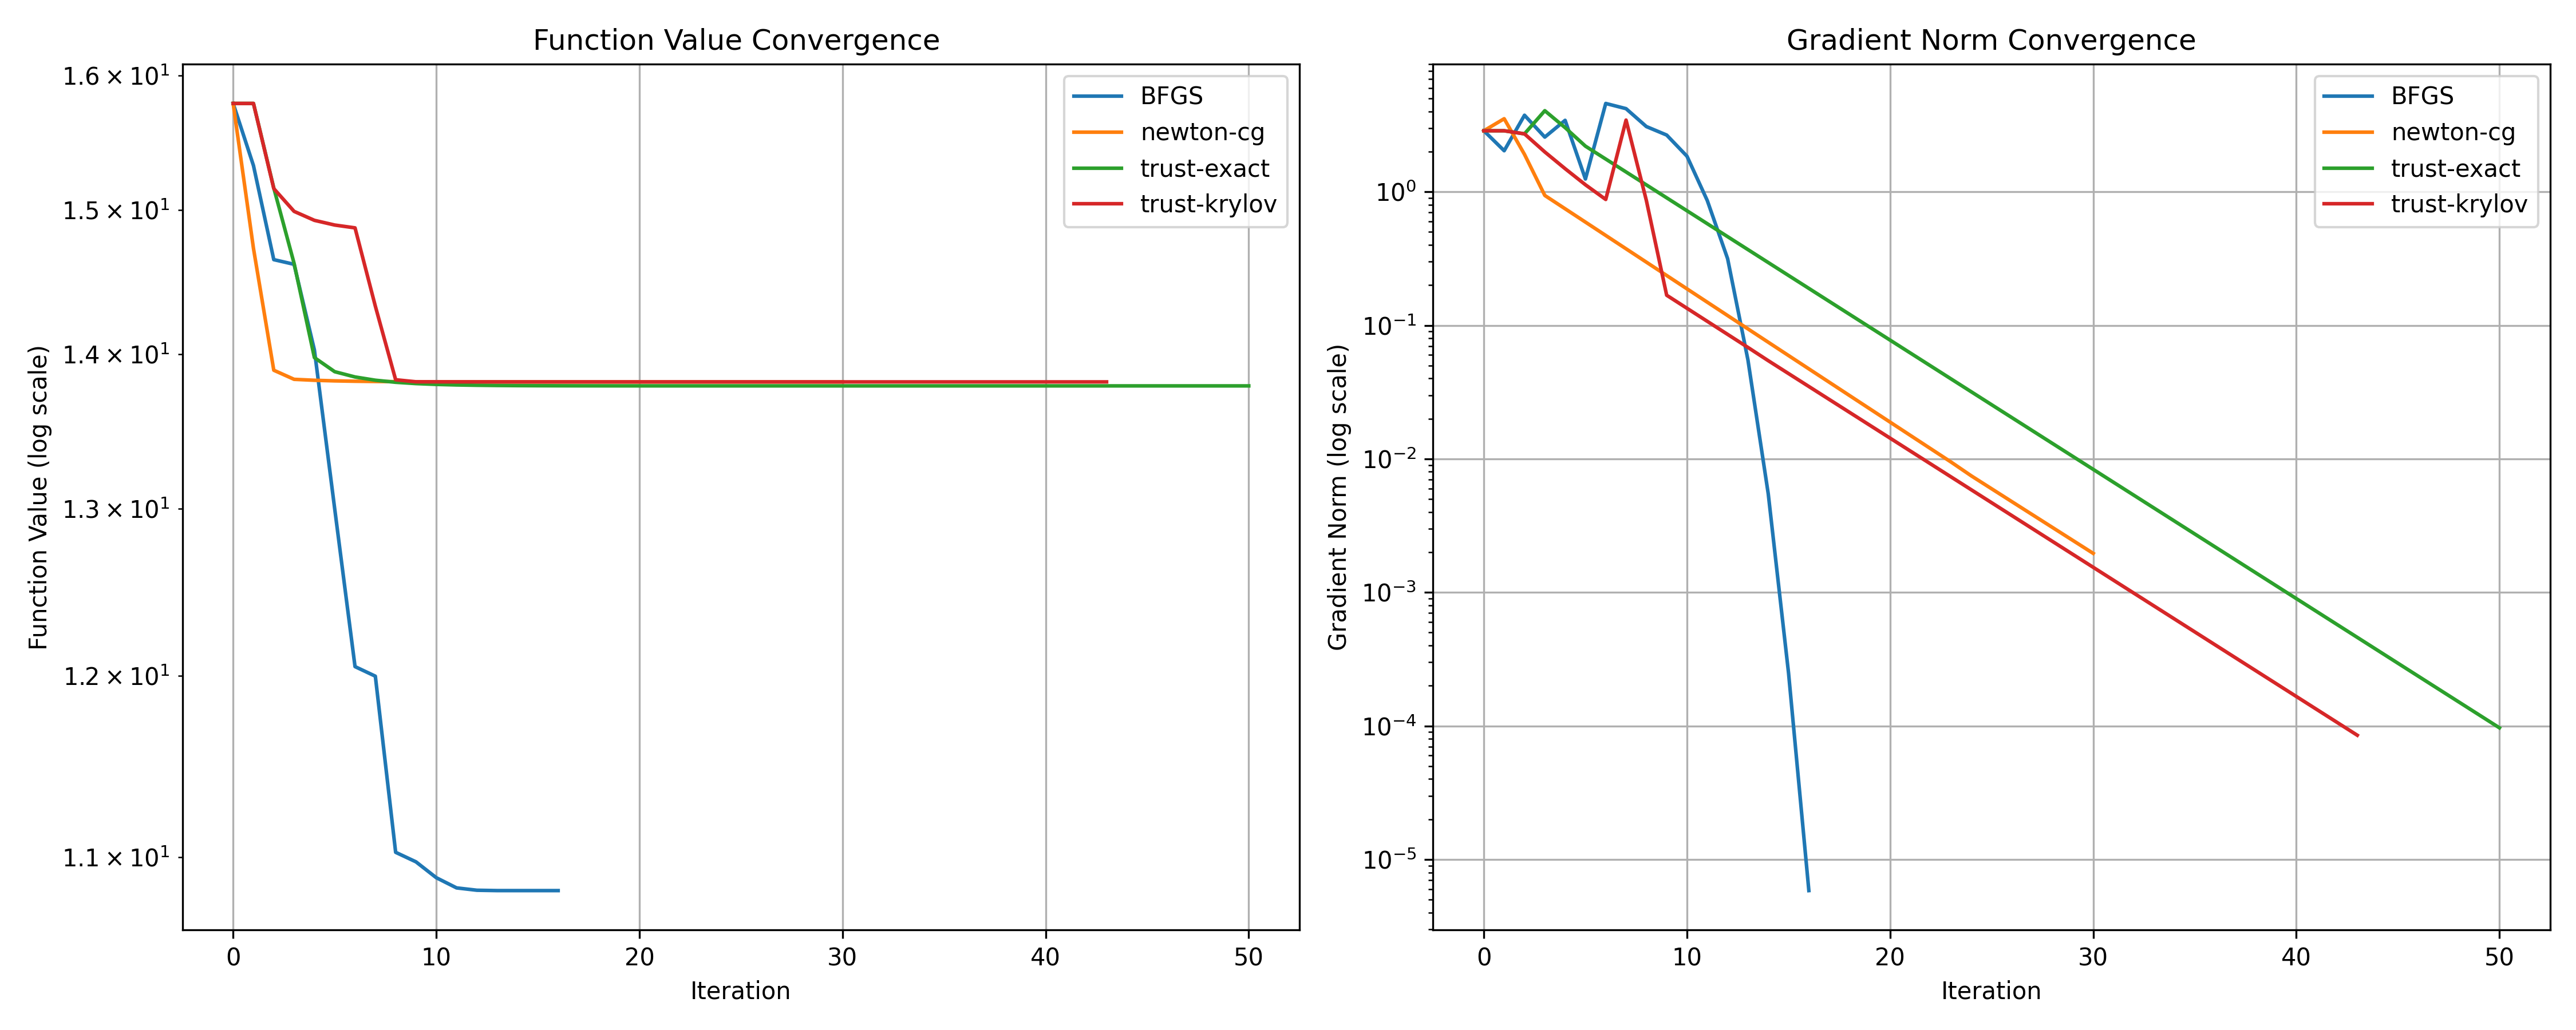 Function Value Convergence
Function Value (log scale)
1.6 × 10¹
1.5 × 10¹
1.4 × 10¹
1.3 × 10¹
1.2 × 10¹
1.1 × 10¹
BFGS
newton-cg
trust-exact
trust-krylov
0 10 20 30 40 50
Iteration
Gradient Norm Convergence
Gradient Norm (log scale)
10⁰
10⁻¹
10⁻²
10⁻³
10⁻⁴
10⁻⁵
BFGS
newton-cg
trust-exact
trust-krylov
0 10 20 30 40 50
Iteration